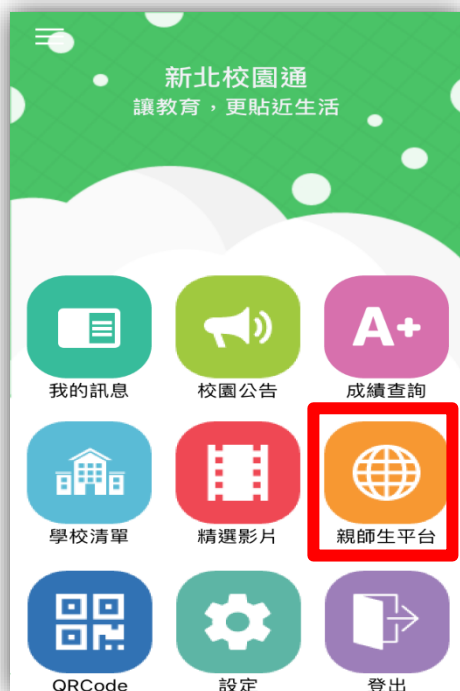 新北校園通
讓教育，更貼近生活
我的訊息
校園公告
A+
成績查詢
學校清單
精選影片
親師生平台
QRCode
設定
登出